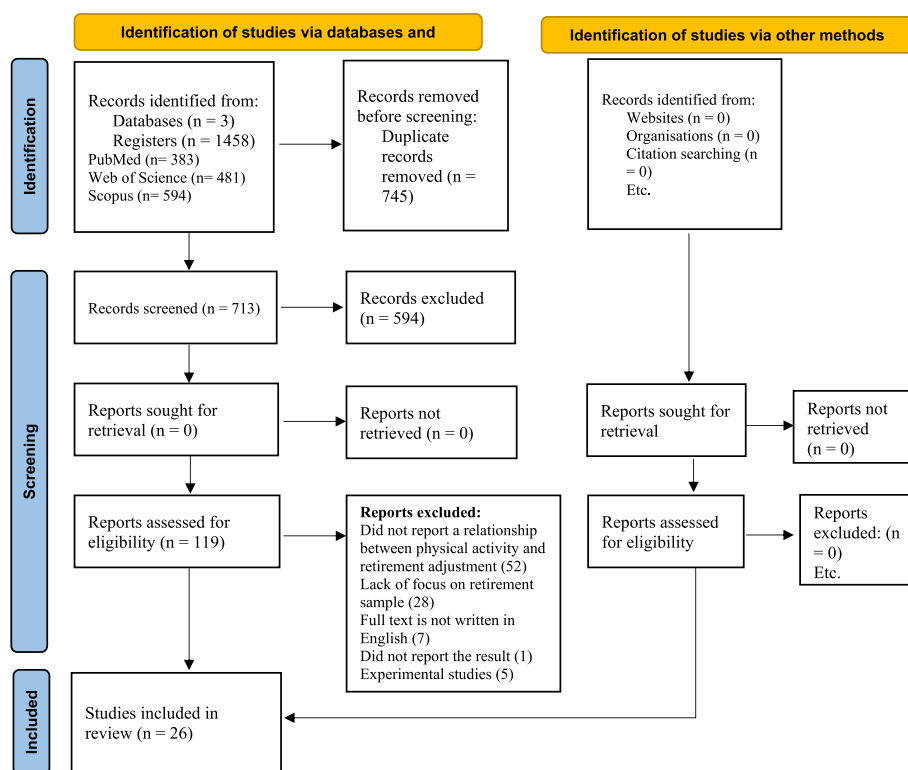 Identification of studies via databases and
Identification of studies via other methods
Identification
Records identified from:
Databases (n = 3)
Registers (n = 1458)
PubMed (n= 383)
Web of Science (n= 481)
Scopus (n= 594)
Records removed
before screening:
Duplicate
records
removed (n =
745)
Records identified from:
Websites (n = 0)
Organisations (n = 0)
Citation searching (n
= 0)
Etc.
Screening
Records screened (n = 713)
Records excluded
(n = 594)
Reports sought for
retrieval (n = 0)
Reports not
retrieved (n = 0)
Reports sought for
retrieval
Reports not
retrieved
(n = 0)
Reports assessed for
eligibility (n = 119)
Reports excluded:
Did not report a relationship
between physical activity and
retirement adjustment (52)
Lack of focus on retirement
sample (28)
Full text is not written in
English (7)
Did not report the result (1)
Experimental studies (5)
Reports assessed
for eligibility
Reports
excluded: (n
= 0)
Etc.
Included
Studies included in
review (n = 26)